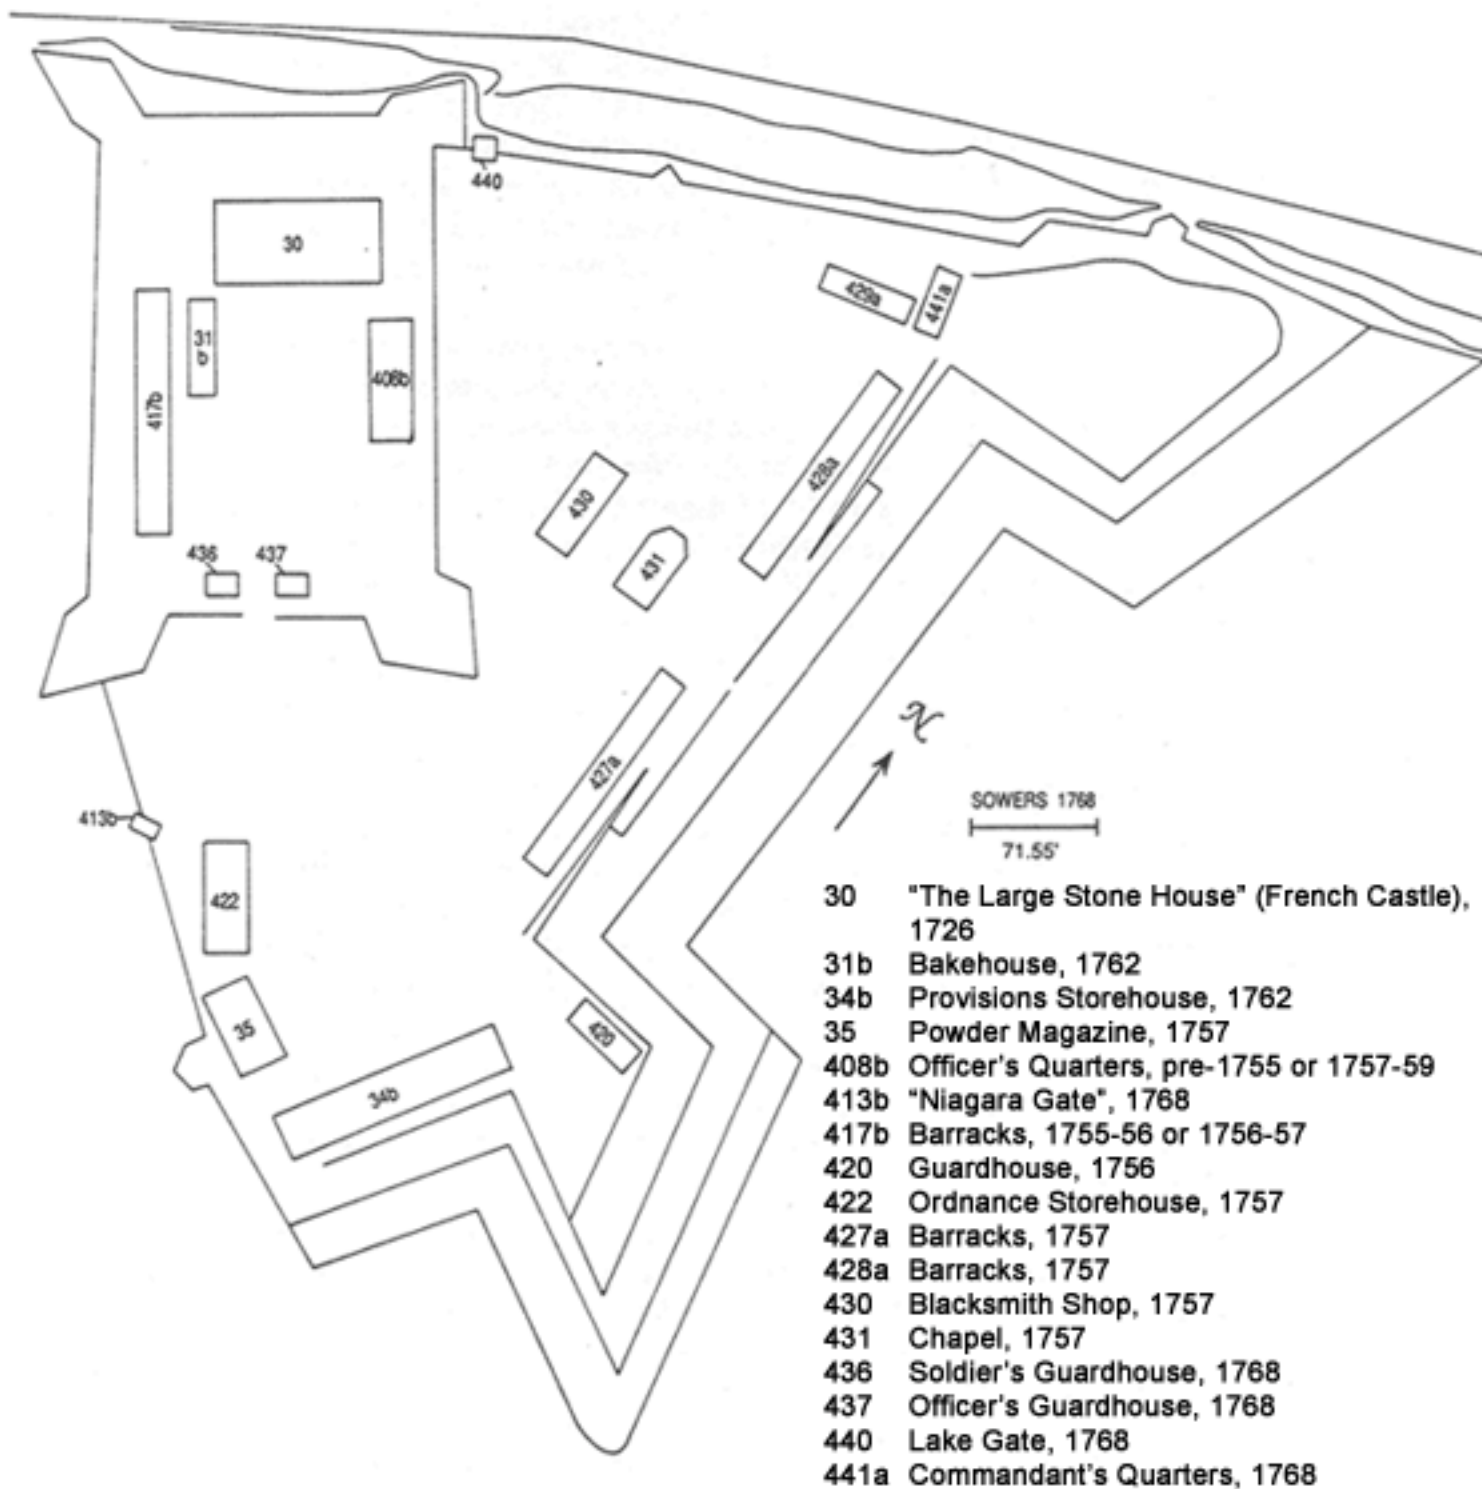 440
30
429a
441a
31
b
417b
408b
428a
430
431
436
437
427a
N
413b
SOWERS 1768
71.55'
422
35
420
34b
30 "The Large Stone House" (French Castle),
1726
31b Bakehouse, 1762
34b Provisions Storehouse, 1762
35 Powder Magazine, 1757
408b Officer's Quarters, pre-1755 or 1757-59
413b "Niagara Gate", 1768
417b Barracks, 1755-56 or 1756-57
420 Guardhouse, 1756
422 Ordnance Storehouse, 1757
427a Barracks, 1757
428a Barracks, 1757
430 Blacksmith Shop, 1757
431 Chapel, 1757
436 Soldier's Guardhouse, 1768
437 Officer's Guardhouse, 1768
440 Lake Gate, 1768
441a Commandant's Quarters, 1768